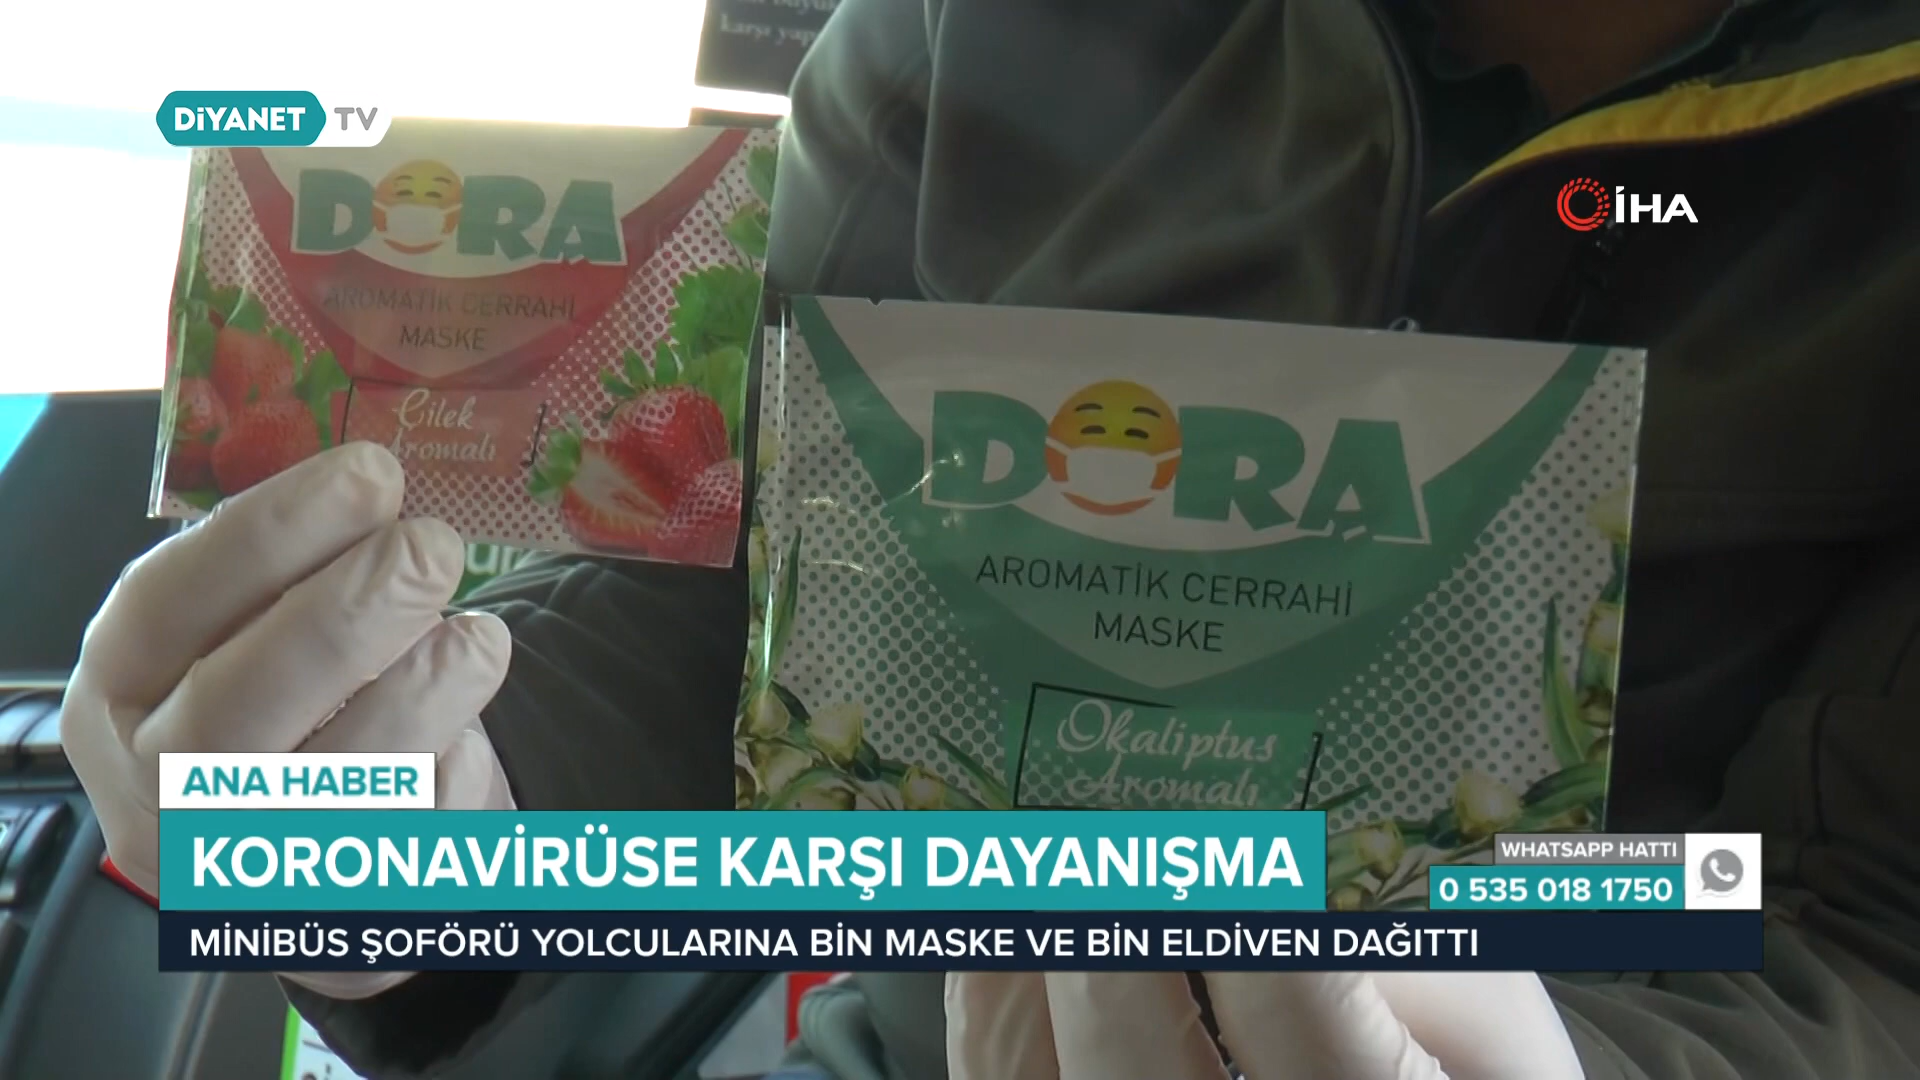 DiYANET TV
İHA
DORA
AROMATİK CERRAHİ
MASKE
Çilek
Aromalı
DORA
AROMATİK CERRAHİ
MASKE
Okaliptus
Aromalı
ANA HABER
KORONAVİRÜSE KARŞI DAYANIŞMA
WHATSAPP HATTI
0 535 018 1750
MİNİBÜS ŞOFÖRÜ YOLCULARINA BİN MASKE VE BİN ELDİVEN DAĞITTI